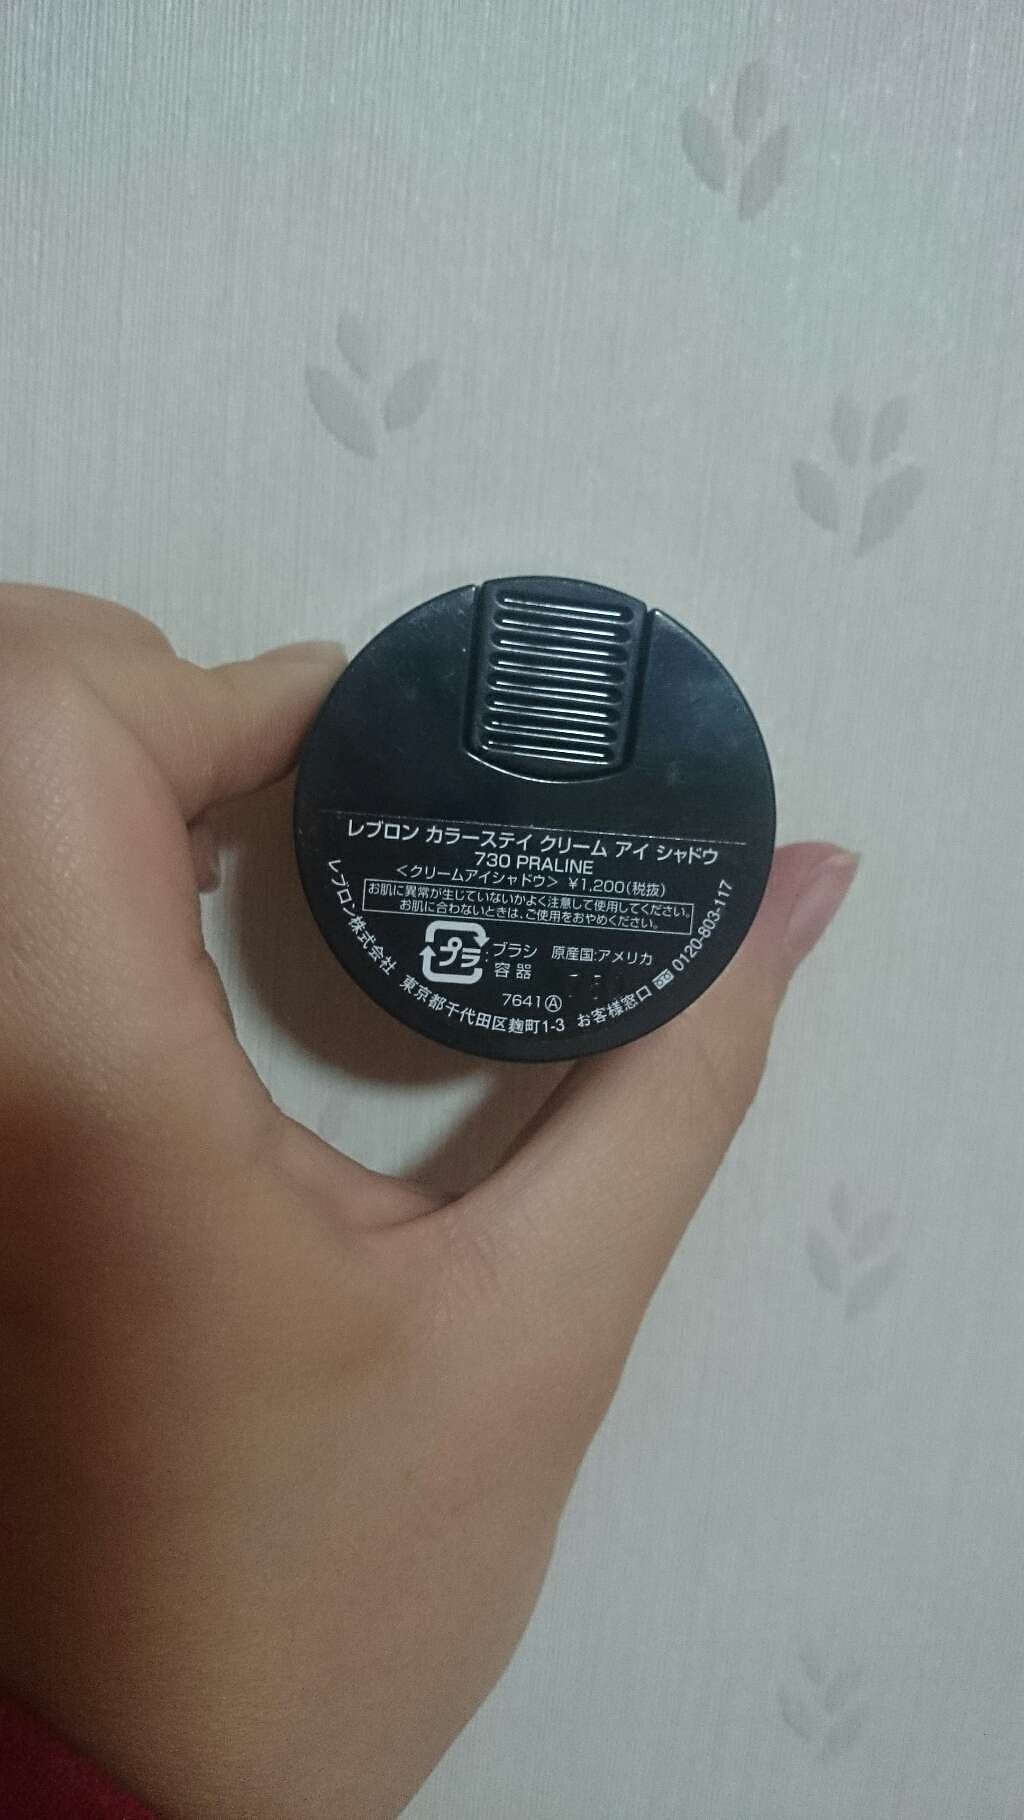 レブロン カラーステイ クリーム アイ シャドウ
730 PRALINE
<クリームアイシャドウ> ¥1,200(税抜)
お肌に異常が生じていないかよく注意して使用してください。
お肌に合わないときは、ご使用をおやめください。
プラ :ブラシ 原産国:アメリカ
容器
7641Ⓐ
レブロン株式会社 東京都千代田区麹町1-3 お客様窓口 0120-803-117